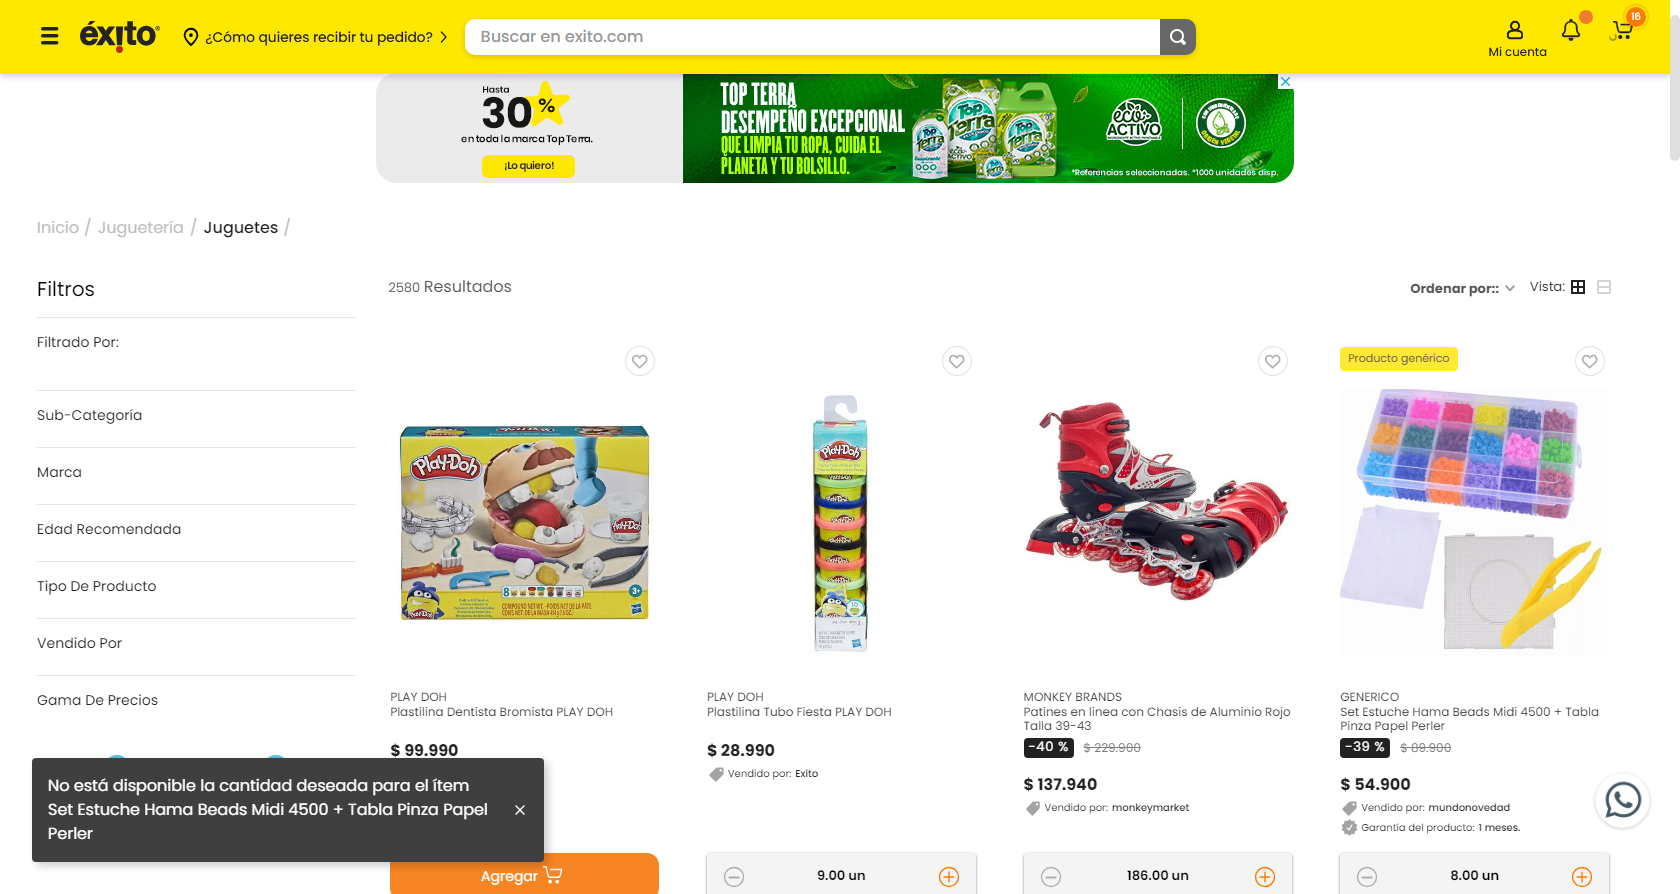 éxito
¿Cómo quieres recibir tu pedido?
Buscar en exito.com
Mi cuenta
16
Hasta
30 %
en toda la marca Top Terra.
¡Lo quiero!
TOP TERRA
DESEMPEÑO EXCEPCIONAL
QUE LIMPIA TU ROPA, CUIDA EL
PLANETA Y TU BOLSILLO.
Top Terra
eco ACTIVO
*Referencias seleccionadas. *1000 unidades disp.
Inicio / Juguetería / Juguetes /
Filtros
2580 Resultados
Ordenar por::
Vista:
Filtrado Por:
Sub-Categoría
Marca
Edad Recomendada
Tipo De Producto
Vendido Por
Gama De Precios
Producto genérico
Play-Doh
Play-Doh
PLAY DOH
Plastilina Dentista Bromista PLAY DOH
$ 99.990
PLAY DOH
Plastilina Tubo Fiesta PLAY DOH
$ 28.990
Vendido por: Exito
MONKEY BRANDS
Patines en linea con Chasis de Aluminio Rojo
Talla 39-43
-40 % $ 229.900
$ 137.940
Vendido por: monkeymarket
GENERICO
Set Estuche Hama Beads Midi 4500 + Tabla
Pinza Papel Perler
-39 % $ 89.900
$ 54.900
Vendido por: mundonovedad
Garantía del producto: 1 meses.
No está disponible la cantidad deseada para el ítem
Set Estuche Hama Beads Midi 4500 + Tabla Pinza Papel
Perler
Agregar
9.00 un
186.00 un
8.00 un